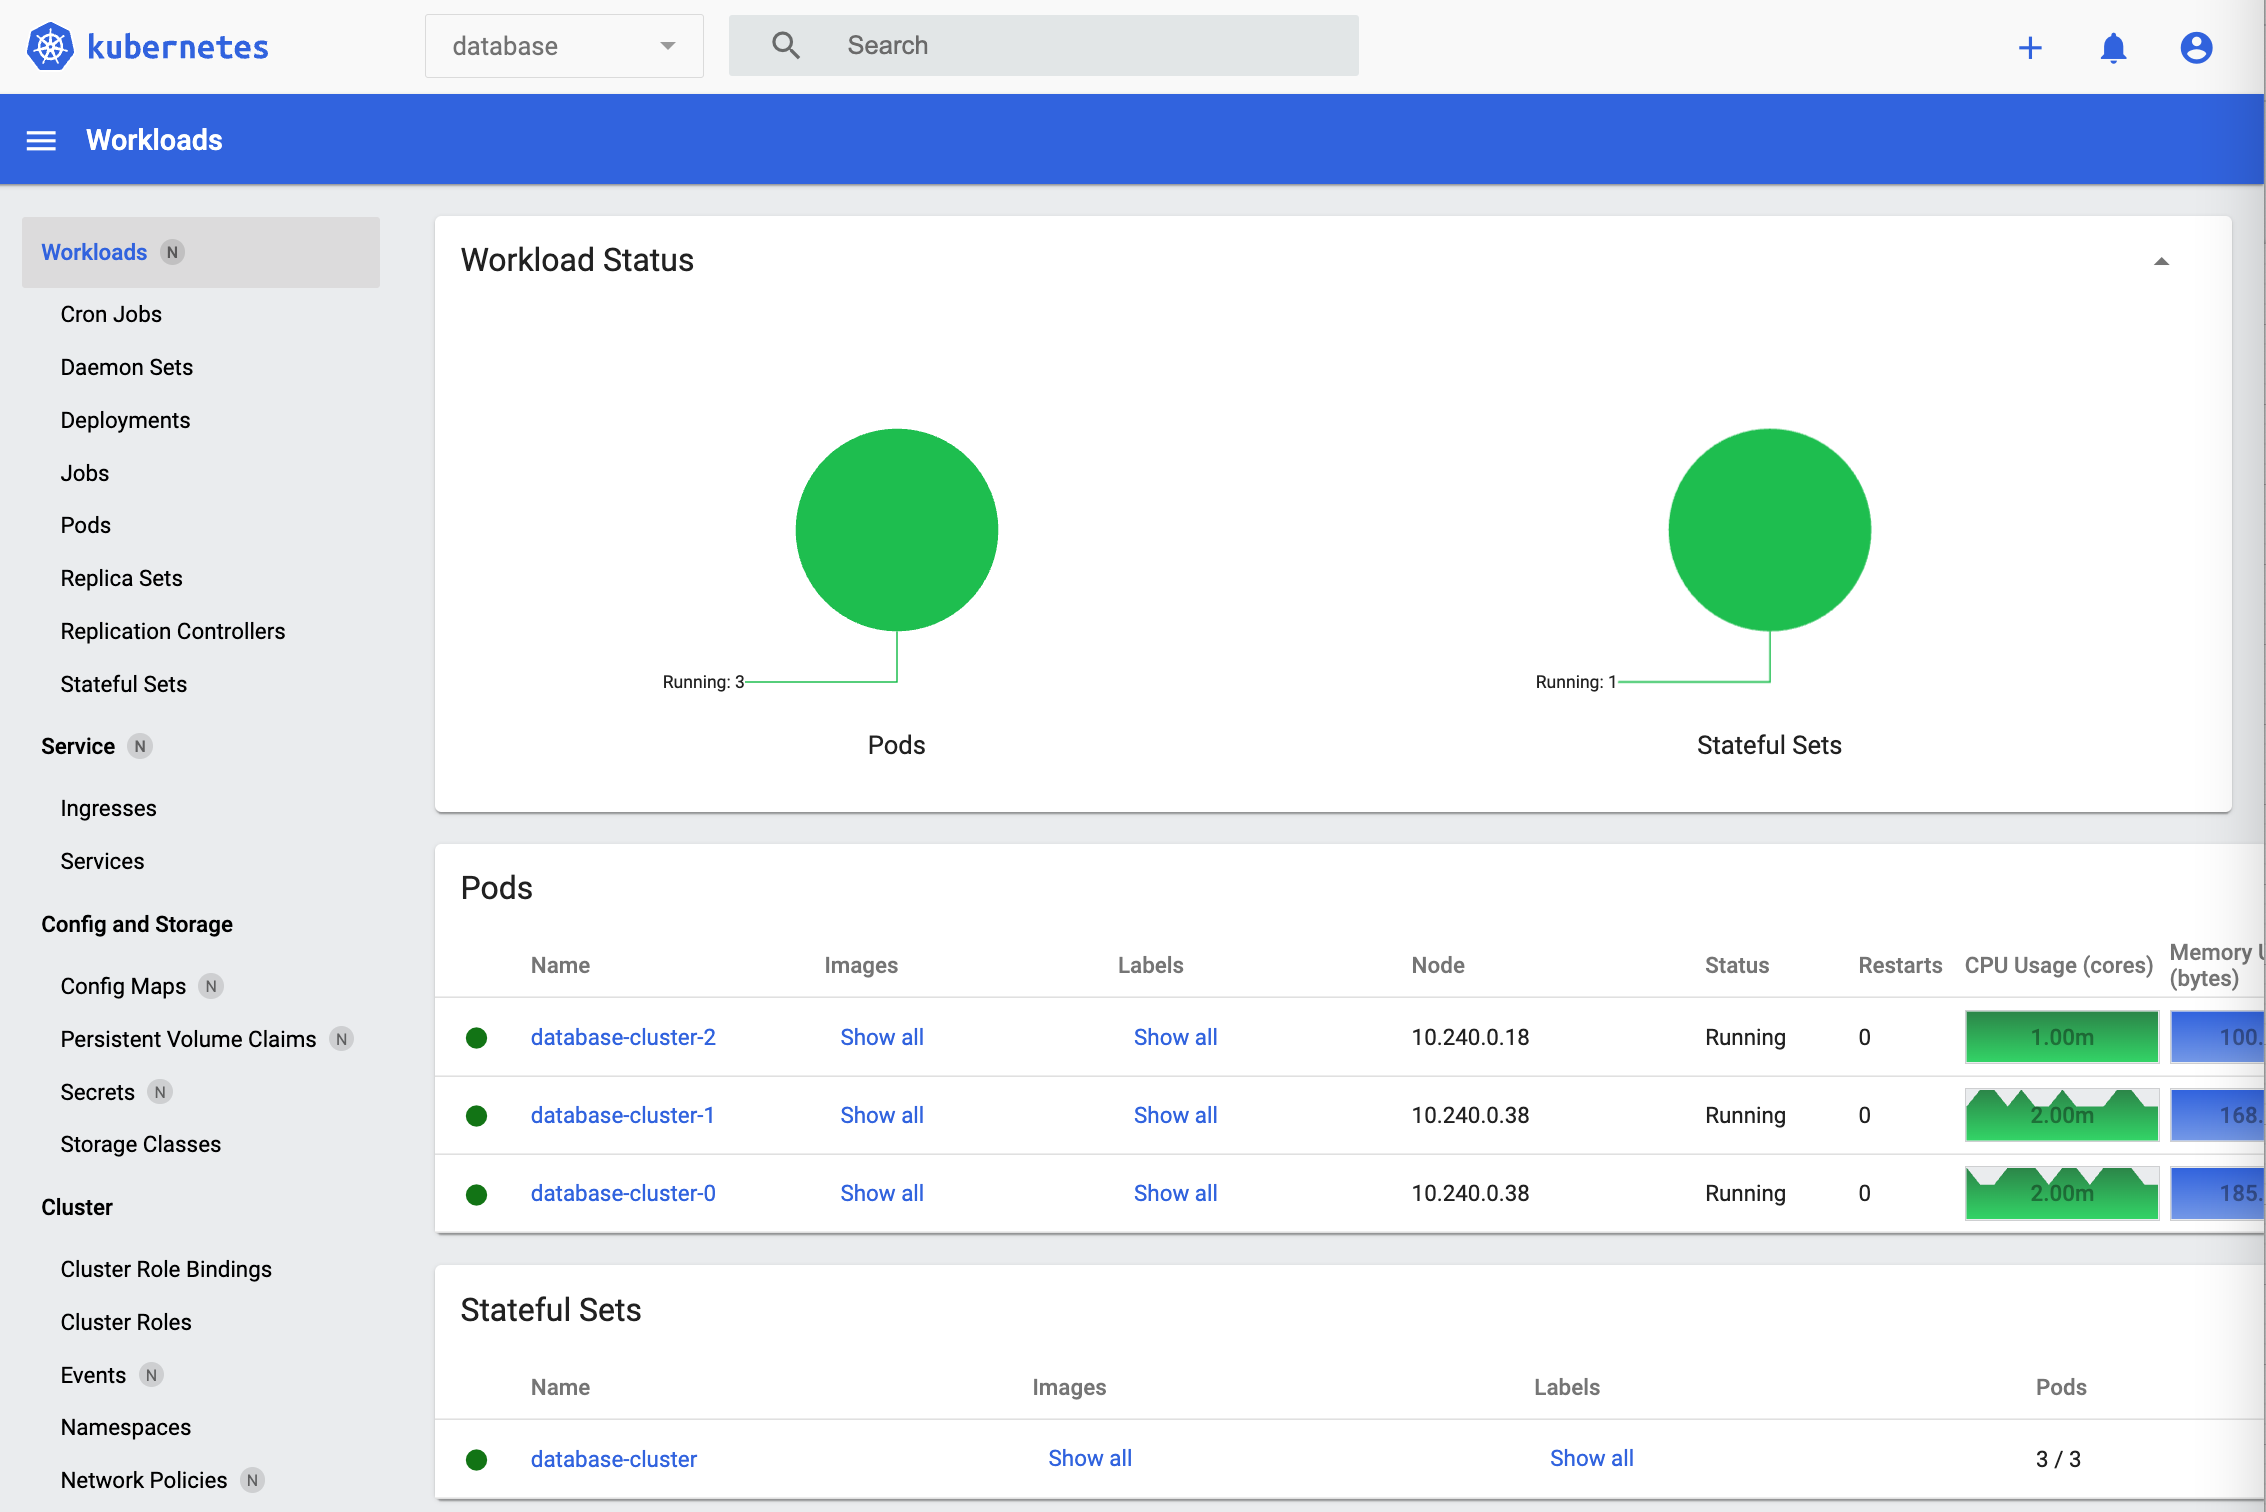 kubernetes
database
Search
Workloads
Workloads N
Cron Jobs
Daemon Sets
Deployments
Jobs
Pods
Replica Sets
Replication Controllers
Stateful Sets
Service N
Ingresses
Services
Config and Storage
Config Maps N
Persistent Volume Claims N
Secrets N
Storage Classes
Cluster
Cluster Role Bindings
Cluster Roles
Events N
Namespaces
Network Policies N
Workload Status
Running: 3
Pods
Running: 1
Stateful Sets
Pods
Name Images Labels Node Status Restarts CPU Usage (cores) Memory U
(bytes)
database-cluster-2 Show all Show all 10.240.0.18 Running 0 1.00m 100.
database-cluster-1 Show all Show all 10.240.0.38 Running 0 2.00m 168.
database-cluster-0 Show all Show all 10.240.0.38 Running 0 2.00m 185.
Stateful Sets
Name Images Labels Pods
database-cluster Show all Show all 3 / 3